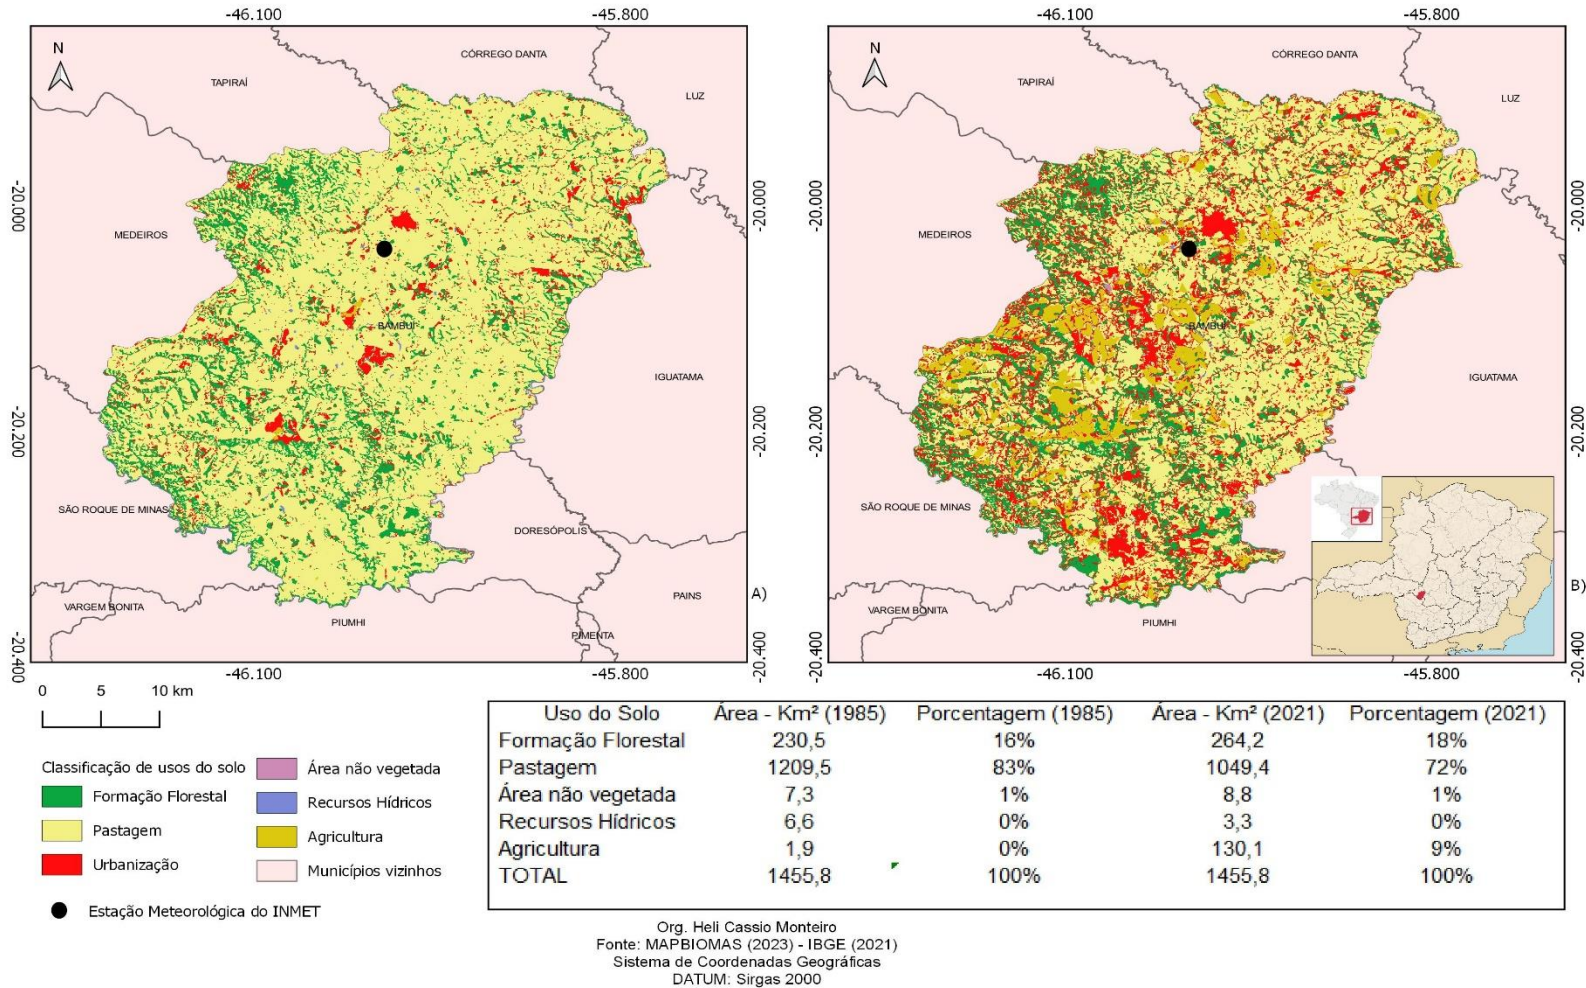 -46.100 -45.800
N
CÓRREGO DANTA
TAPIRAÍ
LUZ
-20.000
MEDEIROS
BAMBUÍ
IGUATAMA
-20.200
SÃO ROQUE DE MINAS
DORESÓPOLIS
VARGEM BONITA
PAINS
A)
PIUMHI
PIMENTA
-20.400
-46.100 -45.800
-46.100 -45.800
N
CÓRREGO DANTA
TAPIRAÍ
LUZ
-20.000 -20.000
MEDEIROS
BAMBUÍ
IGUATAMA
-20.200 -20.200
SÃO ROQUE DE MINAS
B)
VARGEM BONITA
PIUMHI
-20.400 -20.400
-46.100 -45.800
0 5 10 km
Classificação de usos do solo
Formação Florestal
Pastagem
Urbanização
Área não vegetada
Recursos Hídricos
Agricultura
Municípios vizinhos
Estação Meteorológica do INMET
Uso do Solo Área - Km² (1985) Porcentagem (1985) Área - Km² (2021) Porcentagem (2021)
Formação Florestal 230,5 16% 264,2 18%
Pastagem 1209,5 83% 1049,4 72%
Área não vegetada 7,3 1% 8,8 1%
Recursos Hídricos 6,6 0% 3,3 0%
Agricultura 1,9 0% 130,1 9%
TOTAL 1455,8 100% 1455,8 100%
Org. Heli Cassio Monteiro
Fonte: MAPBIOMAS (2023) - IBGE (2021)
Sistema de Coordenadas Geográficas
DATUM: Sirgas 2000